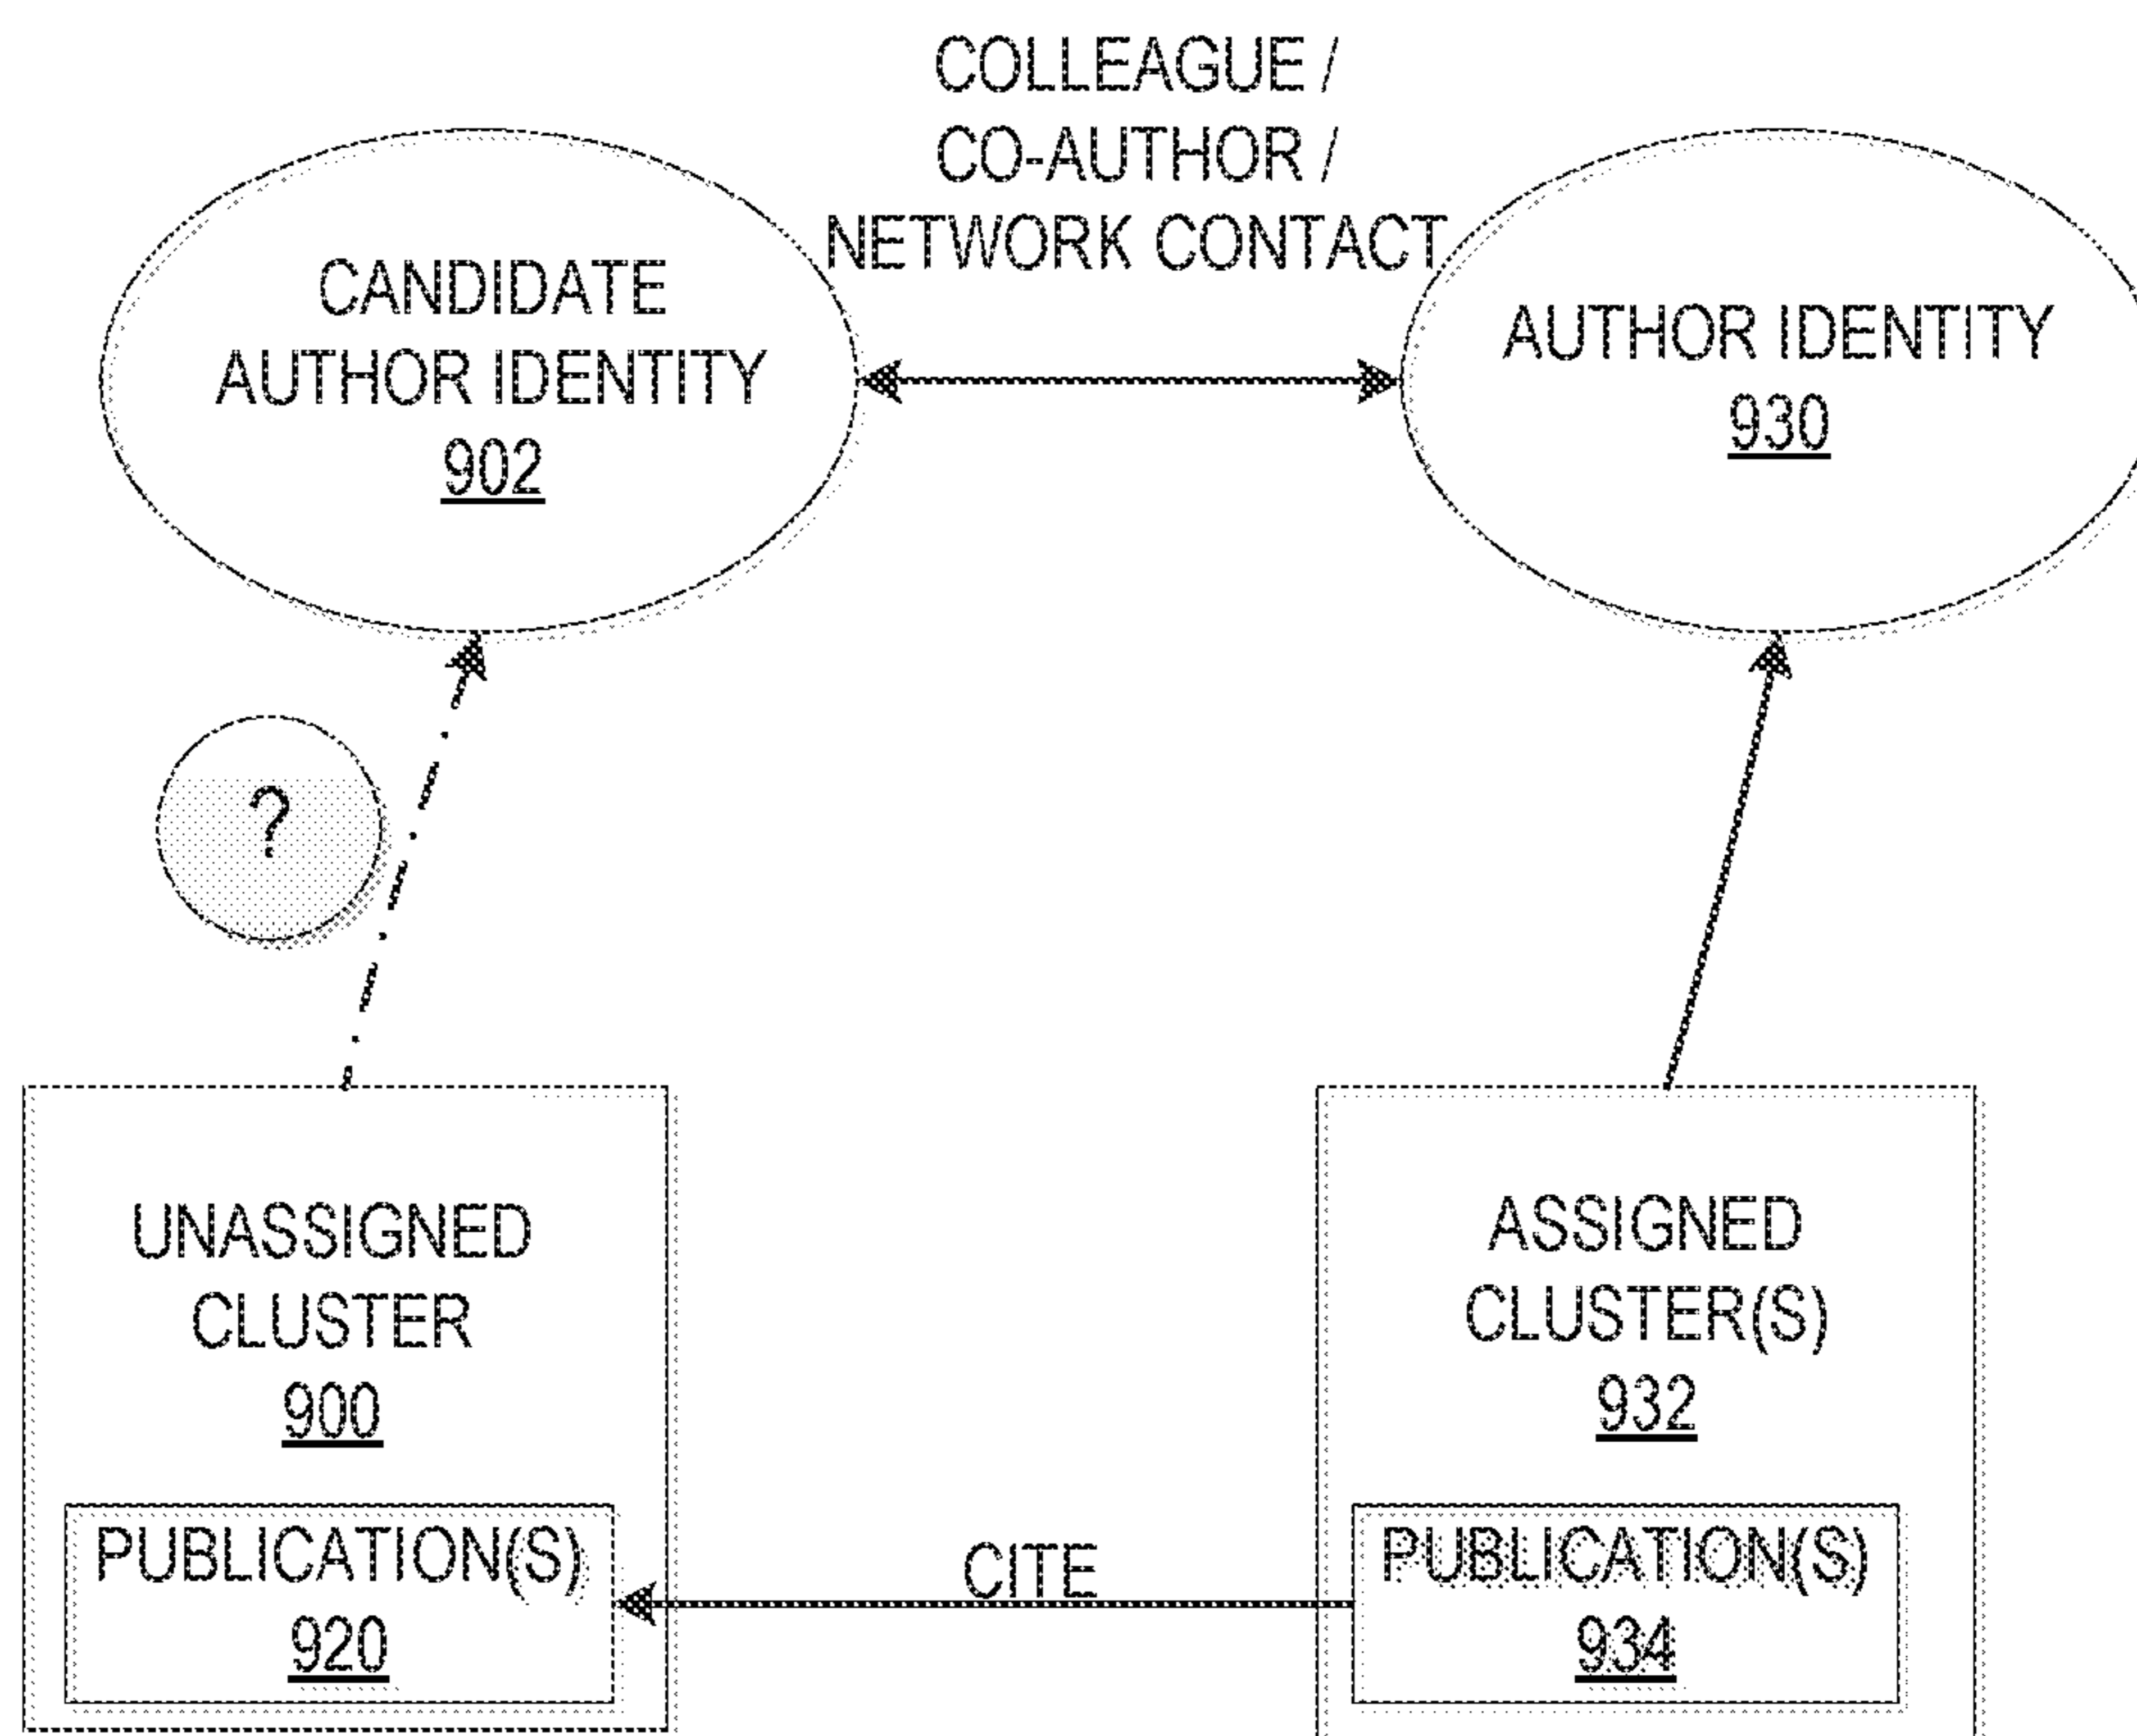 COLLEAGUE /
CO-AUTHOR /
NETWORK CONTACT
CANDIDATE
AUTHOR IDENTITY
902
AUTHOR IDENTITY
930
?
UNASSIGNED
CLUSTER
900
PUBLICATION(S)
920
CITE
ASSIGNED
CLUSTER(S)
932
PUBLICATION(S)
934